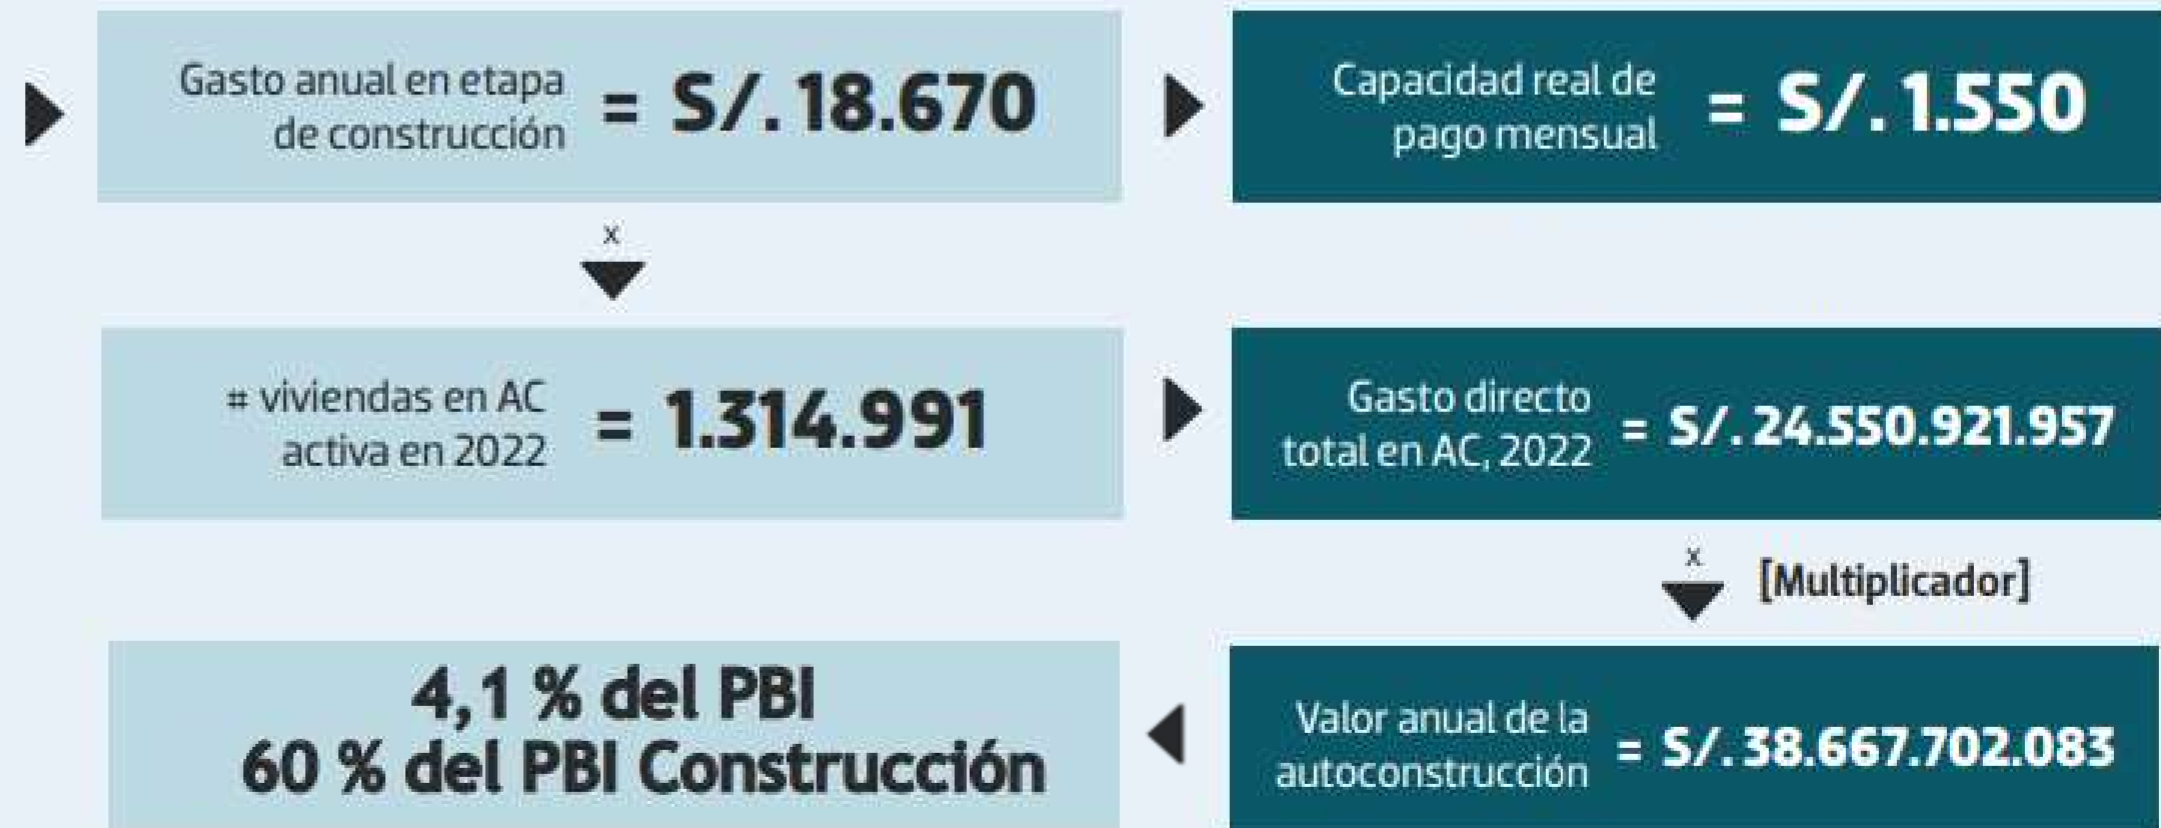 Gasto anual en etapa
de construcción
= S/. 18.670
Capacidad real de
pago mensual
= S/. 1.550
x
# viviendas en AC
activa en 2022
= 1.314.991
Gasto directo
total en AC, 2022
= S/. 24.550.921.957
x
[Multiplicador]
4,1 % del PBI
60 % del PBI Construcción
Valor anual de la
autoconstrucción
= S/. 38.667.702.083